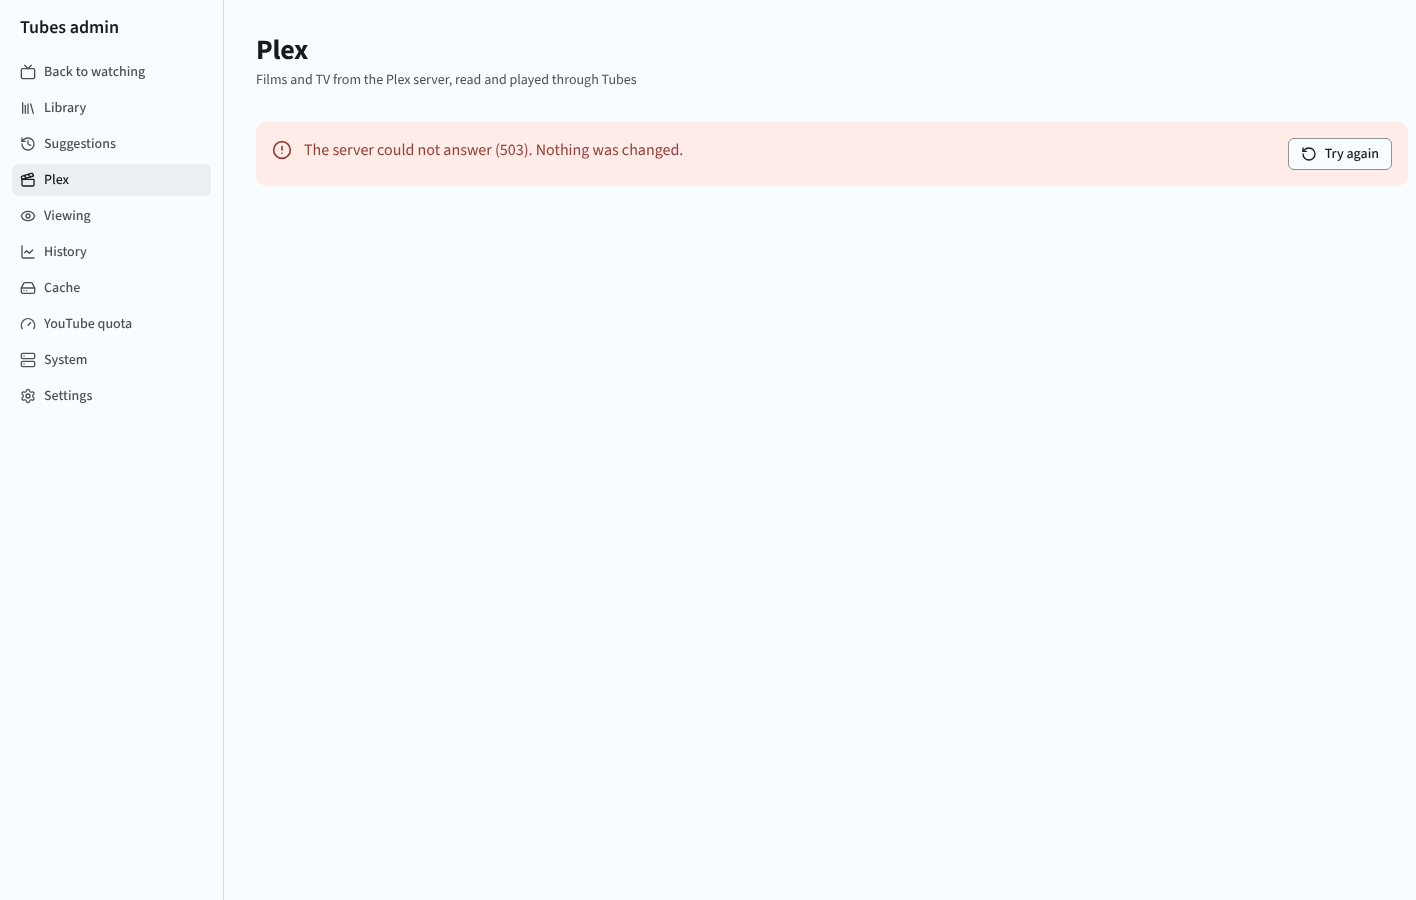 Tubes admin
Back to watching
Library
Suggestions
Plex
Viewing
History
Cache
YouTube quota
System
Settings
Plex
Films and TV from the Plex server, read and played through Tubes
The server could not answer (503). Nothing was changed.
Try again